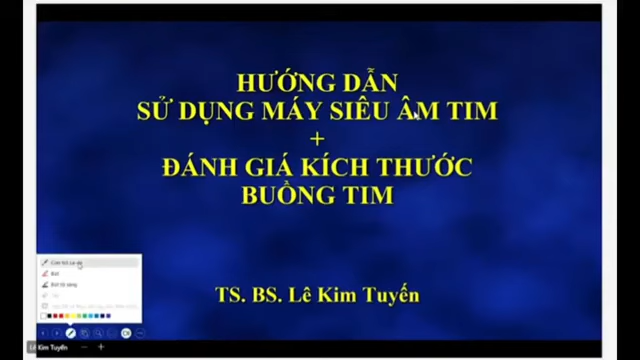 HƯỚNG DẪN
SỬ DỤNG MÁY SIÊU ÂM TIM
+
ĐÁNH GIÁ KÍCH THƯỚC
BUỒNG TIM
TS. BS. Lê Kim Tuyến
Bút
Lê Kim Tuyến